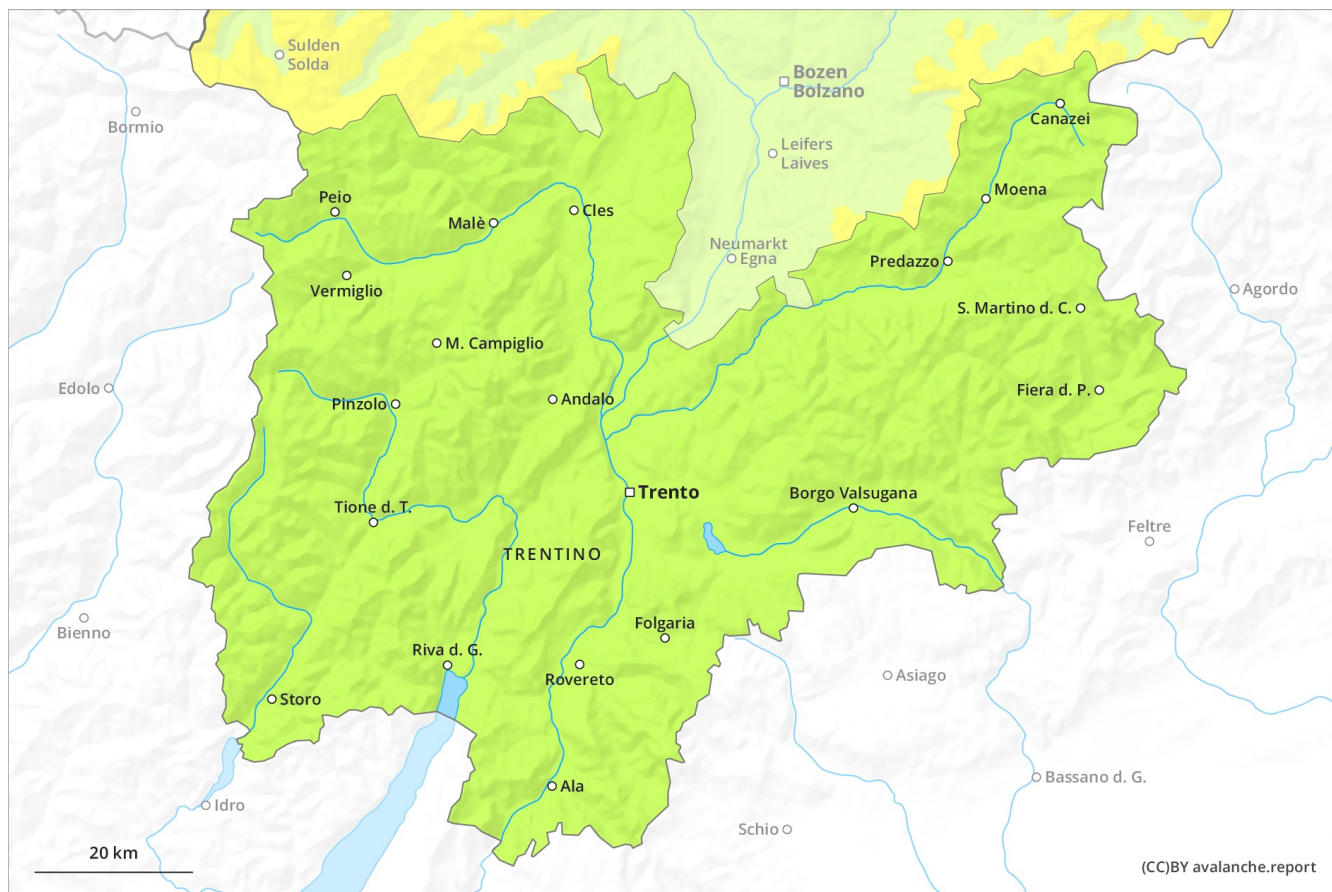 Sulden
Solda
Bozen
Bolzano
Bormio
Canazei
Leifers
Laives
Moena
Peio
Malè
Cles
Neumarkt
Egna
Predazzo
Vermiglio
Agordo
S. Martino d. C.
M. Campiglio
Edolo
Pinzolo
Andalo
Fiera d. P.
Trento
Borgo Valsugana
Tione d. T.
Feltre
TRENTINO
Bienno
Folgaria
Riva d. G.
Rovereto
Asiago
Storo
Bassano d. G.
Ala
Idro
Schio
20 km
(CC)BY avalanche.report